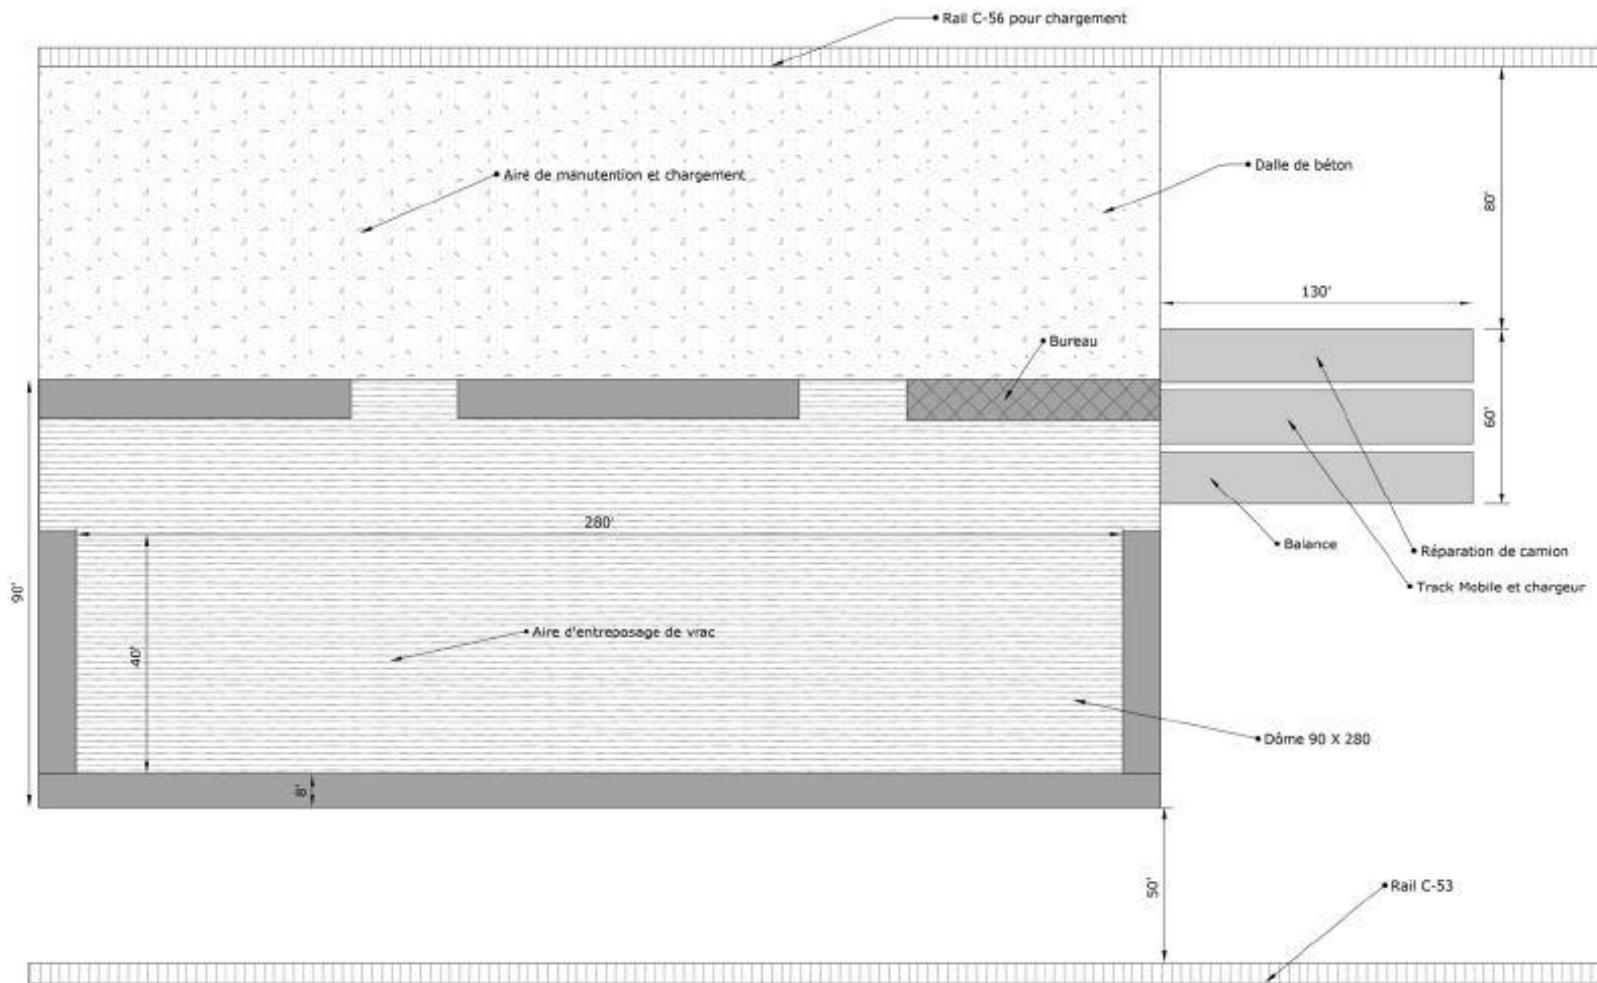 Rail C-56 pour chargement
Aire de manutention et chargement
Dalle de béton
80'
130'
Bureau
60'
280'
Balance
Réparation de camion
Track Mobile et chargeur
90'
40'
Aire d'entreposage de vrac
Dôme 90 X 280
8'
50'
Rail C-53